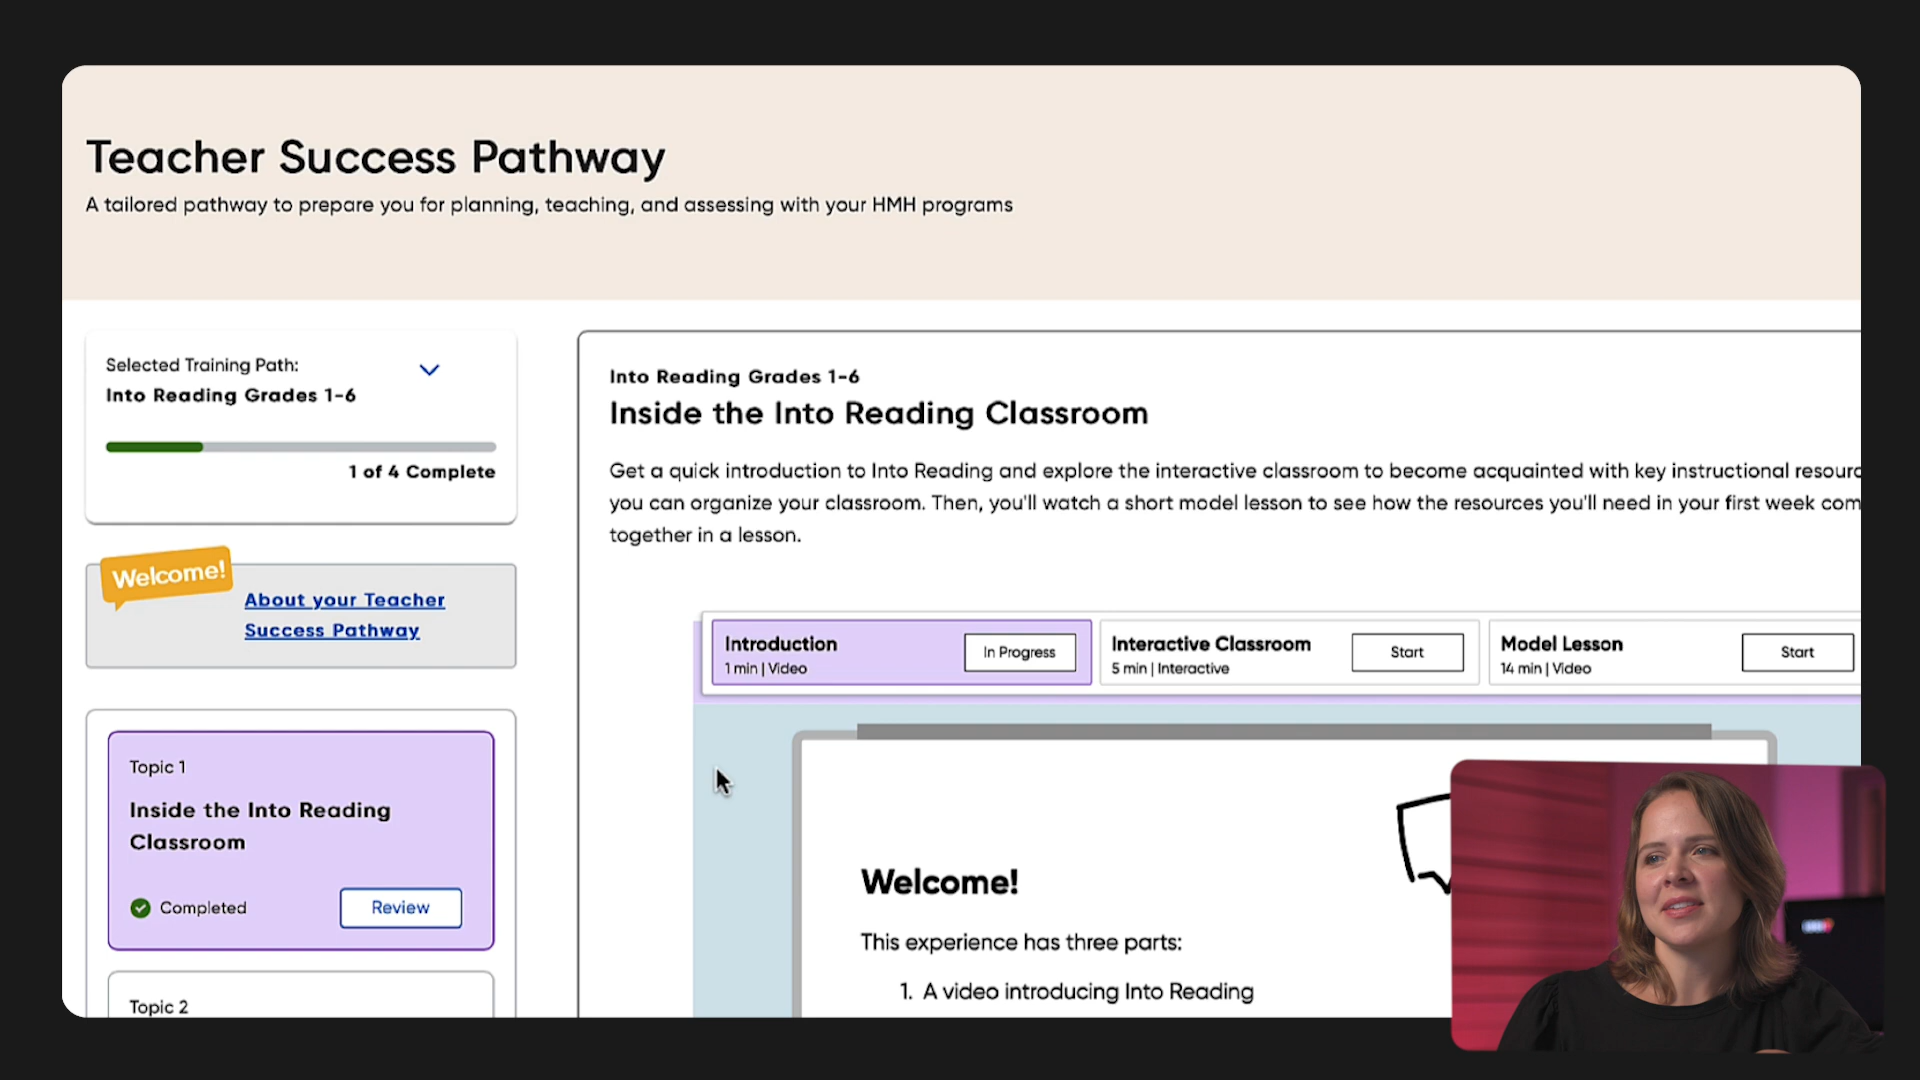 Teacher Success Pathway
A tailored pathway to prepare you for planning, teaching, and assessing with your HMH programs
Selected Training Path:
Into Reading Grades 1-6
1 of 4 Complete
Welcome!
About your Teacher
Success Pathway
Topic 1
Inside the Into Reading
Classroom
Completed
Review
Topic 2
Into Reading Grades 1-6
Inside the Into Reading Classroom
Get a quick introduction to Into Reading and explore the interactive classroom to become acquainted with key instructional resourc
you can organize your classroom. Then, you'll watch a short model lesson to see how the resources you'll need in your first week com
together in a lesson.
Introduction
1 min | Video
In Progress
Interactive Classroom
5 min | Interactive
Start
Model Lesson
14 min | Video
Start
Welcome!
This experience has three parts:
1. A video introducing Into Reading